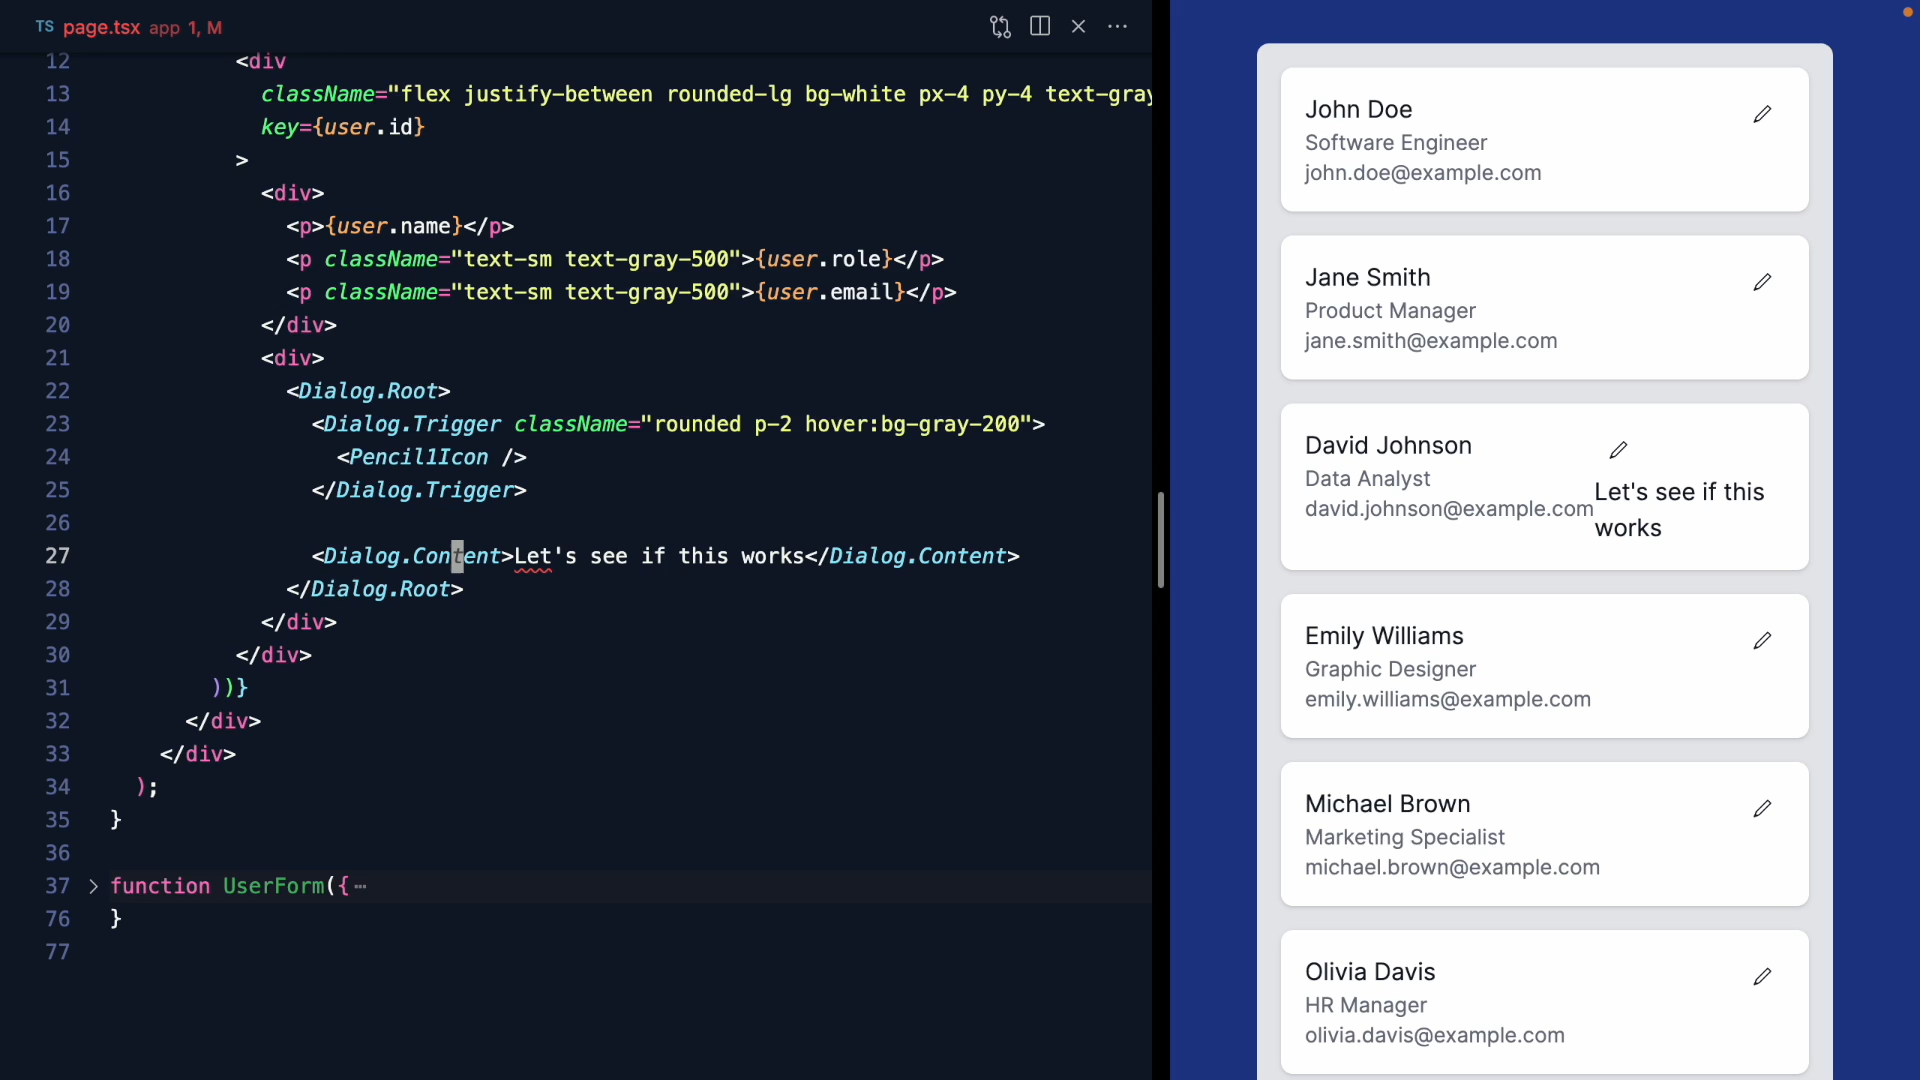 TS page.tsx app 1, M
12 <div
13 className="flex justify-between rounded-lg bg-white px-4 py-4 text-gray
14 key={user.id}
15 >
16 <div>
17 <p>{user.name}</p>
18 <p className="text-sm text-gray-500">{user.role}</p>
19 <p className="text-sm text-gray-500">{user.email}</p>
20 </div>
21 <div>
22 <Dialog.Root>
23 <Dialog.Trigger className="rounded p-2 hover:bg-gray-200">
24 <Pencil1Icon />
25 </Dialog.Trigger>
26
27 <Dialog.Content>Let's see if this works</Dialog.Content>
28 </Dialog.Root>
29 </div>
30 </div>
31 ))}
32 </div>
33 </div>
34 );
35 }
36
37 function UserForm({
76 }
77
John Doe
Software Engineer
john.doe@example.com
Jane Smith
Product Manager
jane.smith@example.com
David Johnson
Data Analyst
david.johnson@example.com
Let's see if this
works
Emily Williams
Graphic Designer
emily.williams@example.com
Michael Brown
Marketing Specialist
michael.brown@example.com
Olivia Davis
HR Manager
olivia.davis@example.com